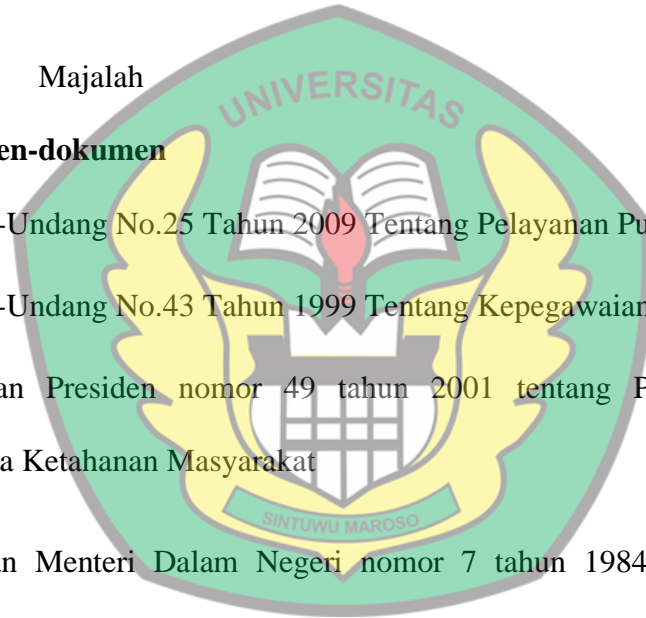 Majalah
UNIVERSITAS
en-dokumen
-Undang No.25 Tahun 2009 Tentang Pelayanan Pu
-Undang No.43 Tahun 1999 Tentang Kepegawaian
an Presiden nomor 49 tahun 2001 tentang P
a Ketahanan Masyarakat
SINTUWU MAROSO
n Menteri Dalam Negeri nomor 7 tahun 1984